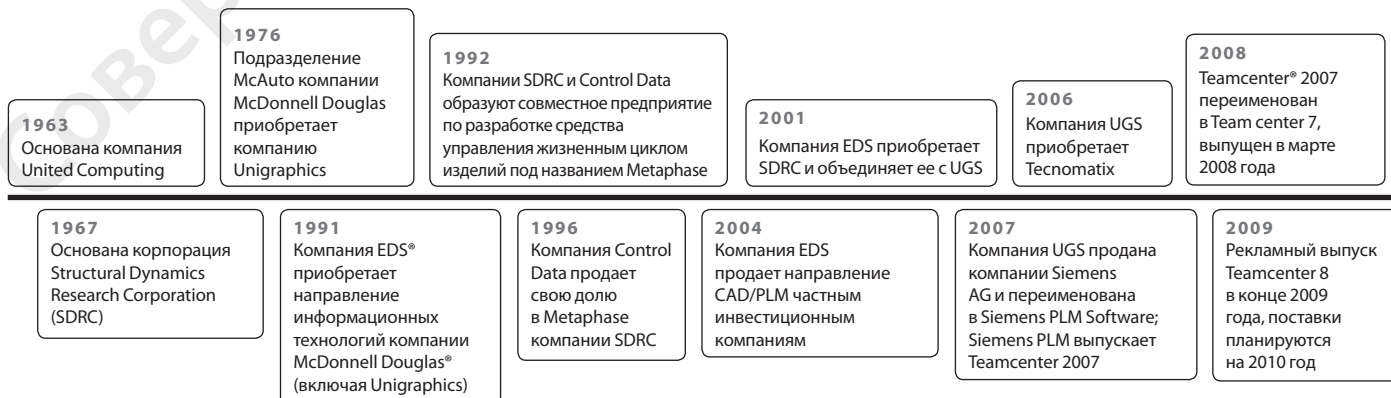 Совер
1963
Основана компания
United Computing
1976
Подразделение
McAuto компании
McDonnell Douglas
приобретает
компанию
Unigraphics
1992
Компании SDRC и Control Data
образуют совместное предприятие
по разработке средства
управления жизненным циклом
изделий под названием Metaphase
2001
Компания EDS приобретает
SDRC и объединяет ее с UGS
2006
Компания UGS
приобретает
Tecnomatix
2008
Teamcenter® 2007
переименован
в Team center 7,
выпущен в марте
2008 года
1967
Основана корпорация
Structural Dynamics
Research Corporation
(SDRC)
1991
Компания EDS®
приобретает
направление
информационных
технологий компании
McDonnell Douglas®
(включая Unigraphics)
1996
Компания Control
Data продает
свою долю
в Metaphase
компании SDRC
2004
Компания EDS
продает направление
CAD/PLM частным
инвестиционным
компаниям
2007
Компания UGS продана
компании Siemens
AG и переименована
в Siemens PLM Software;
Siemens PLM выпускает
Teamcenter 2007
2009
Рекламный выпуск
Teamcenter 8
в конце 2009
года, поставки
планируются
на 2010 год